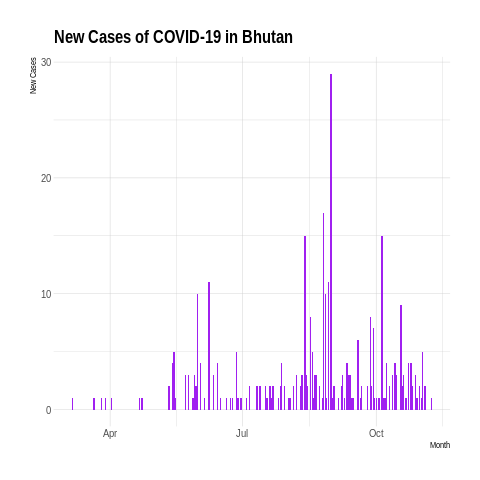 New Cases of COVID-19 in Bhutan
New Cases
30
20
10
0
Apr
Jul
Oct
Month